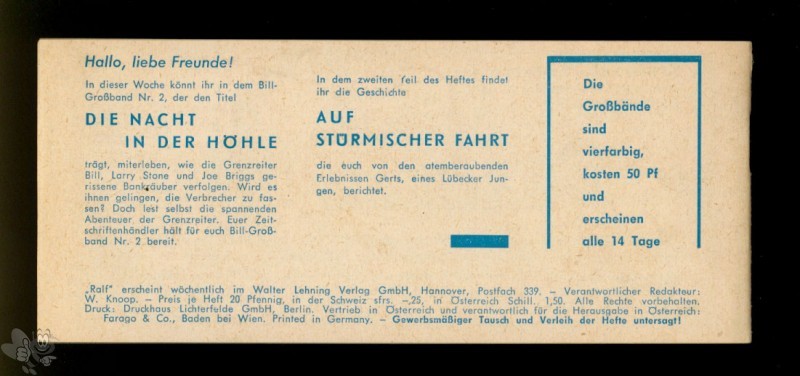 Hallo, liebe Freunde!
In dieser Woche könnt ihr in dem Bill-
Großband Nr. 2, der den Titel
DIE NACHT
IN DER HÖHLE
trägt, miterleben, wie die Grenzreiter
Bill, Larry Stone und Joe Briggs ge-
rissene Bankräuber verfolgen. Wird es
ihnen gelingen, die Verbrecher zu fas-
sen? Doch lest selbst die spannenden
Abenteuer der Grenzreiter. Euer Zeit-
schriftenhändler hält für euch Bill-Groß-
band Nr. 2 bereit.
In dem zweiten Teil des Heftes findet
ihr die Geschichte
AUF
STÜRMISCHER FAHRT
die euch von den atemberaubenden
Erlebnissen Gerts, eines Lübecker Jun-
gen, berichtet.
Die
Großbände
sind
vierfarbig,
kosten 50 Pf
und
erscheinen
alle 14 Tage
„Ralf" erscheint wöchentlich im Walter Lehning Verlag GmbH, Hannover, Postfach 339. – Verantwortlicher Redakteur:
W. Knoop. – Preis je Heft 20 Pfennig, in der Schweiz sfrs. –,25, in Österreich Schill. 1,50. Alle Rechte vorbehalten.
Druck: Druckhaus Lichterfelde GmbH, Berlin. Vertrieb in Österreich und verantwortlich für die Herausgabe in Österreich:
Farago & Co., Baden bei Wien. Printed in Germany. – Gewerbsmäßiger Tausch und Verleih der Hefte untersagt!